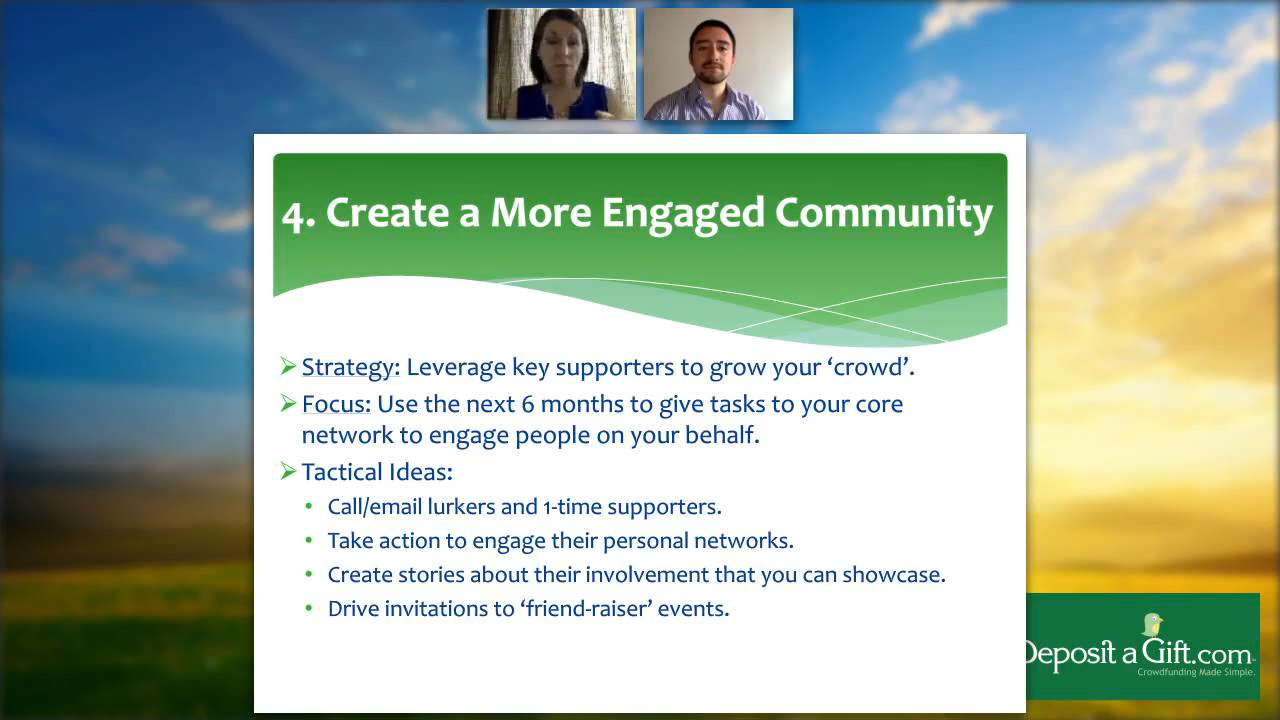 4. Create a More Engaged Community
Strategy: Leverage key supporters to grow your ‘crowd’.
Focus: Use the next 6 months to give tasks to your core
network to engage people on your behalf.
Tactical Ideas:
Call/email lurkers and 1-time supporters.
Take action to engage their personal networks.
Create stories about their involvement that you can showcase.
Drive invitations to ‘friend-raiser’ events.
Deposit a Gift.com
Crowdfunding Made Simple.